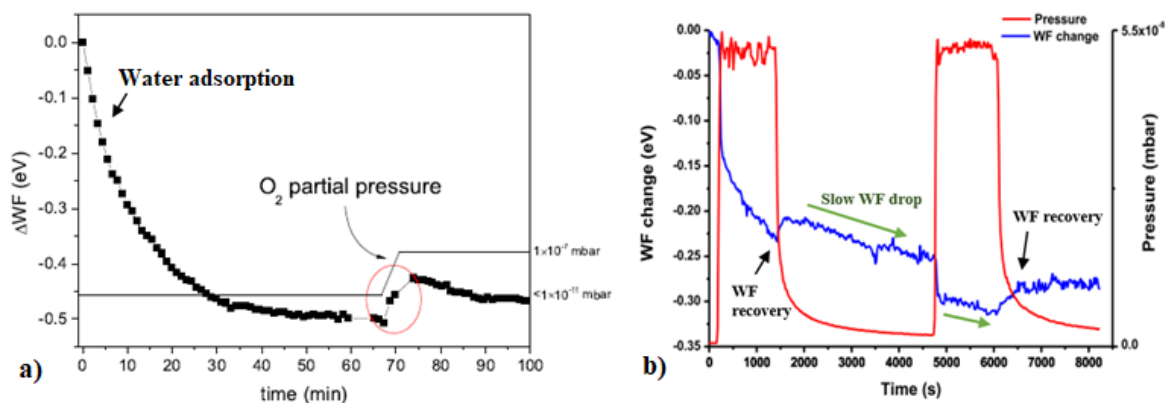 0.0
-0.1
-0.2
-0.3
-0.4
-0.5
ΔWF (eV)
Water adsorption
O₂ partial pressure
1×10⁻⁷ mbar
<1×10⁻¹¹ mbar
0 10 20 30 40 50 60 70 80 90 100
time (min)
a)
Pressure
WF change
0.00
-0.05
-0.10
-0.15
-0.20
-0.25
-0.30
-0.35
WF change (eV)
Slow WF drop
WF recovery
WF
recovery
5.5x10⁻⁸
0.0
Pressure (mbar)
0 1000 2000 3000 4000 5000 6000 7000 8000
Time (s)
b)